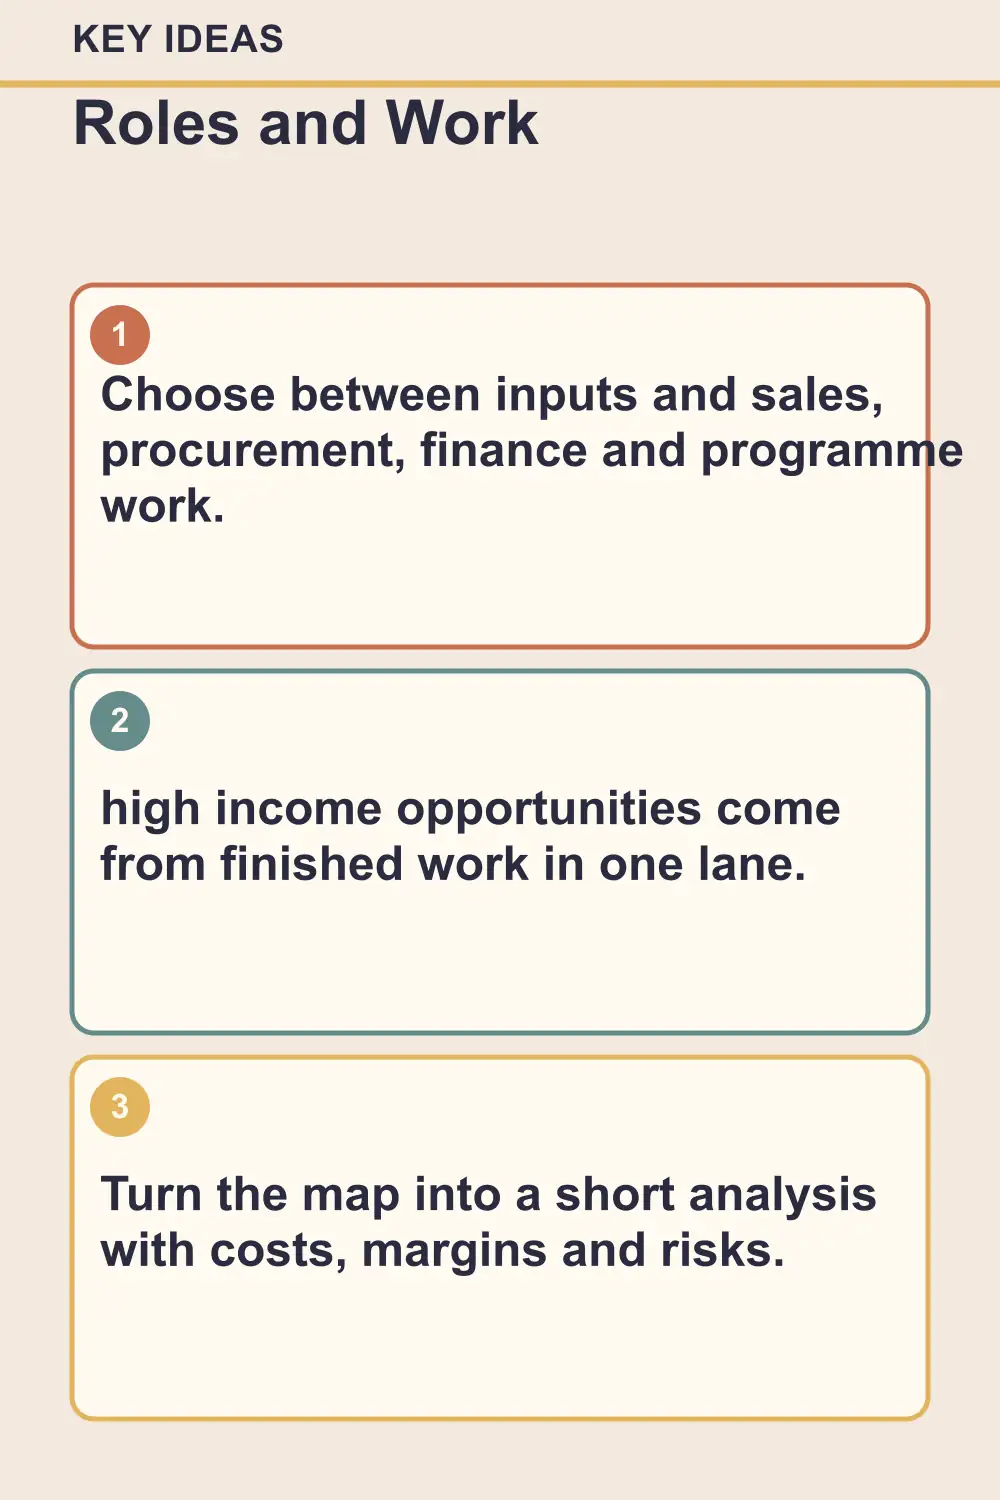 KEY IDEAS
Roles and Work
1
Choose between inputs and sales,
procurement, finance and programme
work.
2
high income opportunities come
from finished work in one lane.
3
Turn the map into a short analysis
with costs, margins and risks.